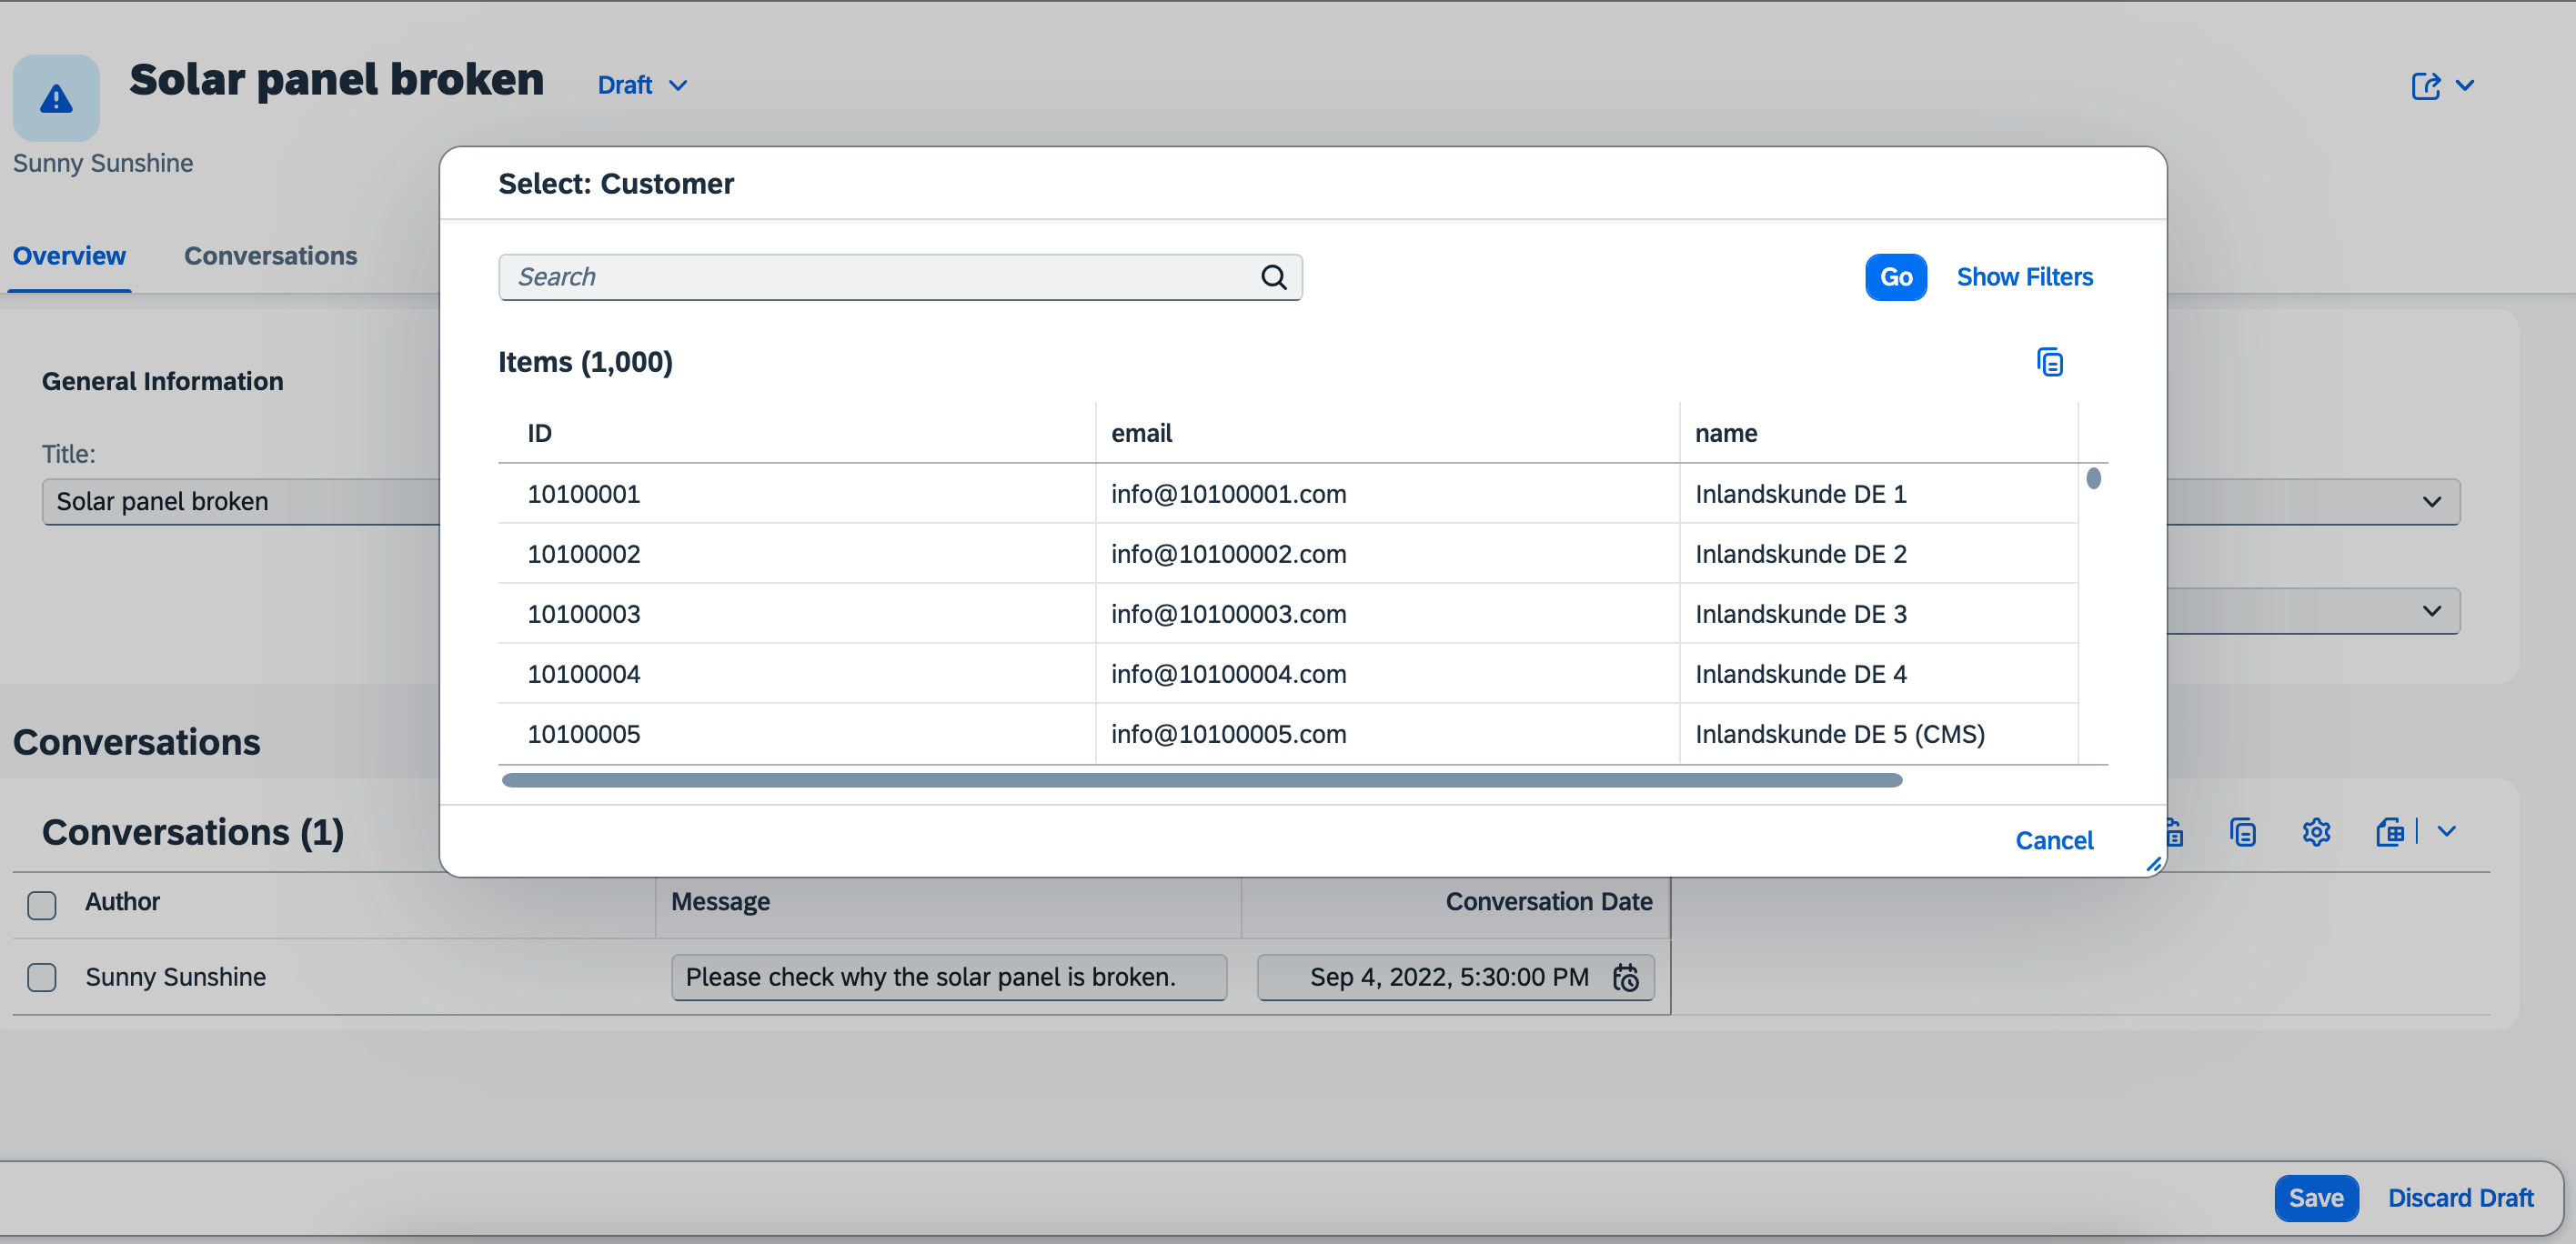 Solar panel broken
Draft
Sunny Sunshine
Overview
Conversations
General Information
Title:
Solar panel broken
Select: Customer
Search
Go
Show Filters
Items (1,000)
ID email name
10100001 info@10100001.com Inlandskunde DE 1
10100002 info@10100002.com Inlandskunde DE 2
10100003 info@10100003.com Inlandskunde DE 3
10100004 info@10100004.com Inlandskunde DE 4
10100005 info@10100005.com Inlandskunde DE 5 (CMS)
Cancel
Conversations
Conversations (1)
Author Message Conversation Date
Sunny Sunshine Please check why the solar panel is broken. Sep 4, 2022, 5:30:00 PM
Save
Discard Draft